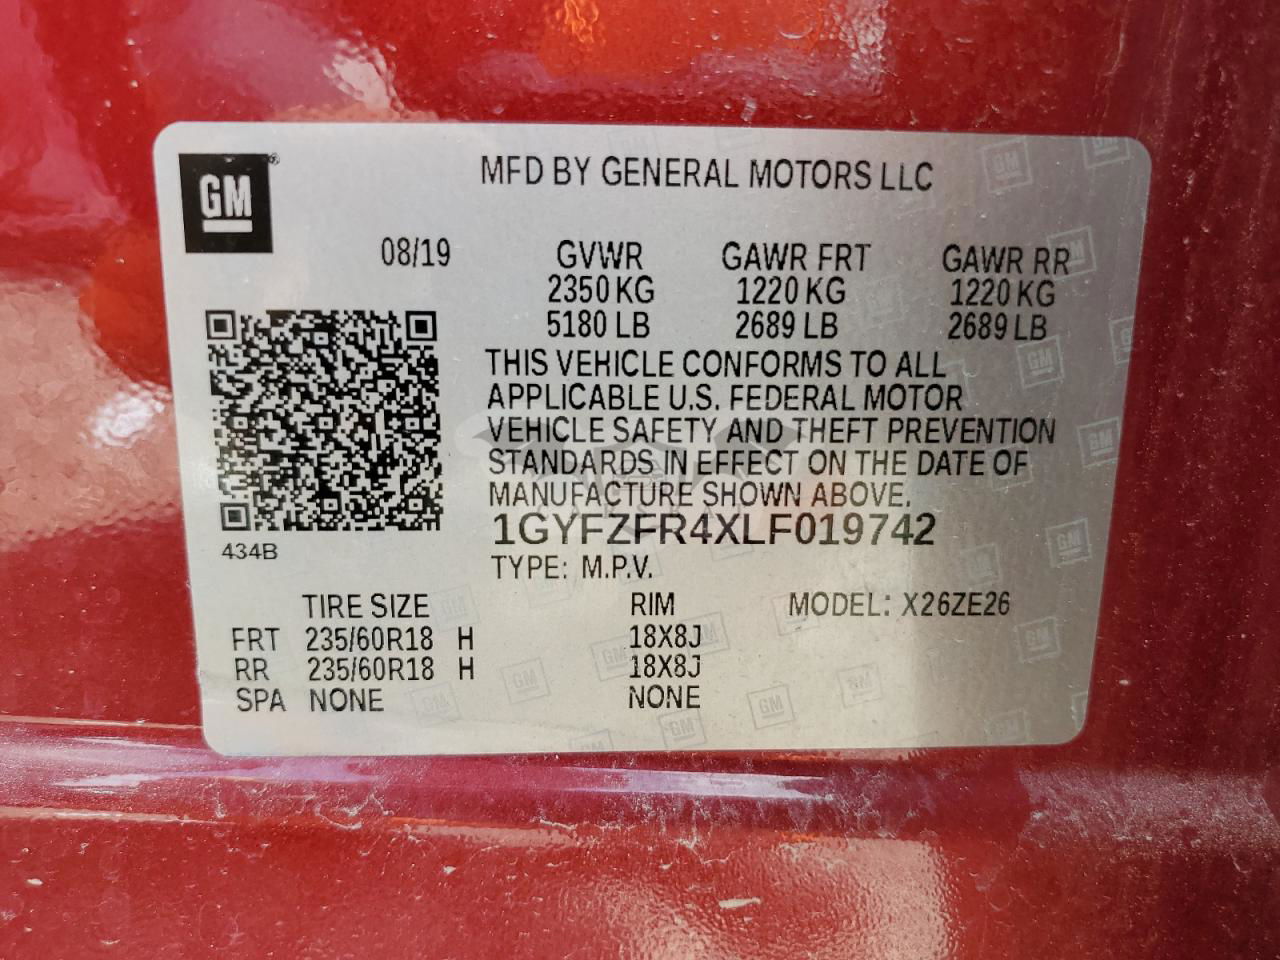 GM
MFD BY GENERAL MOTORS LLC
08/19 GVWR GAWR FRT GAWR RR
2350 KG 1220 KG 1220 KG
5180 LB 2689 LB 2689 LB
THIS VEHICLE CONFORMS TO ALL
APPLICABLE U.S. FEDERAL MOTOR
VEHICLE SAFETY AND THEFT PREVENTION
STANDARDS IN EFFECT ON THE DATE OF
MANUFACTURE SHOWN ABOVE.
1GYFZFR4XLF019742
434B
TYPE: M.P.V.
TIRE SIZE RIM MODEL: X26ZE26
FRT 235/60R18 H 18X8J
RR 235/60R18 H 18X8J
SPA NONE NONE